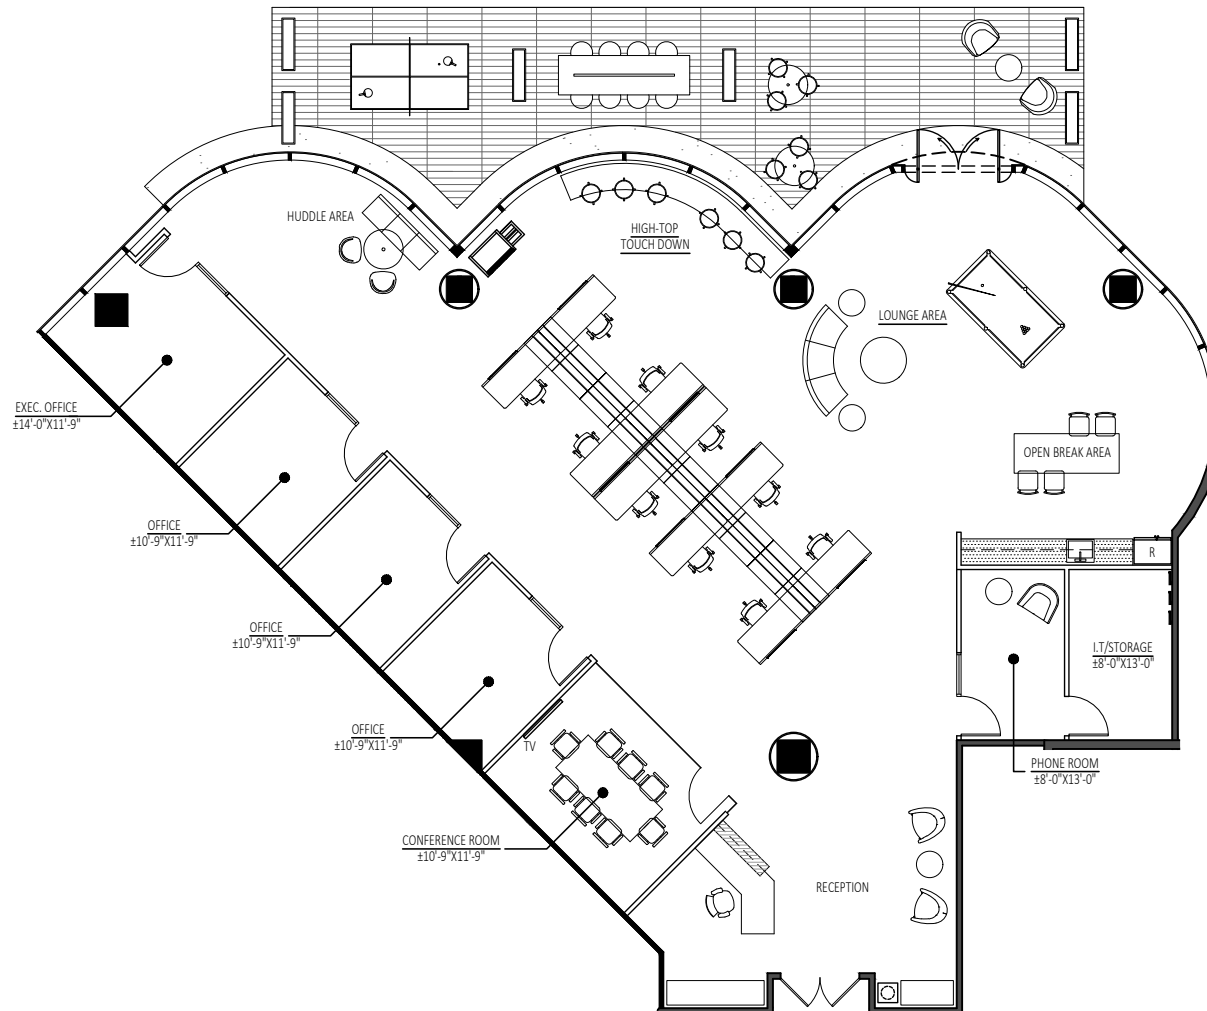 HUDDLE AREA
HIGH-TOP
TOUCH DOWN
LOUNGE AREA
EXEC. OFFICE
±14'-0"X11'-9"
OPEN BREAK AREA
OFFICE
±10'-9"X11'-9"
R
OFFICE
±10'-9"X11'-9"
I.T/STORAGE
±8'-0"X13'-0"
OFFICE
±10'-9"X11'-9"
TV
PHONE ROOM
±8'-0"X13'-0"
CONFERENCE ROOM
±10'-9"X11'-9"
RECEPTION